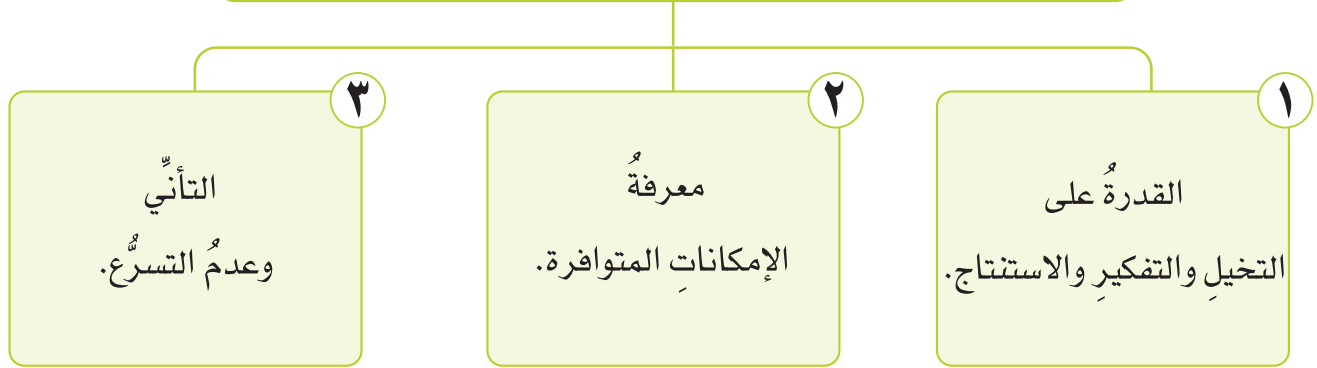 ١
القدرةُ على
التخيلِ والتفكيرِ والاستنتاج.
٢
معرفةُ
الإمكاناتِ المتوافرة.
٣
التأنِّي
وعدمُ التسرُّع.